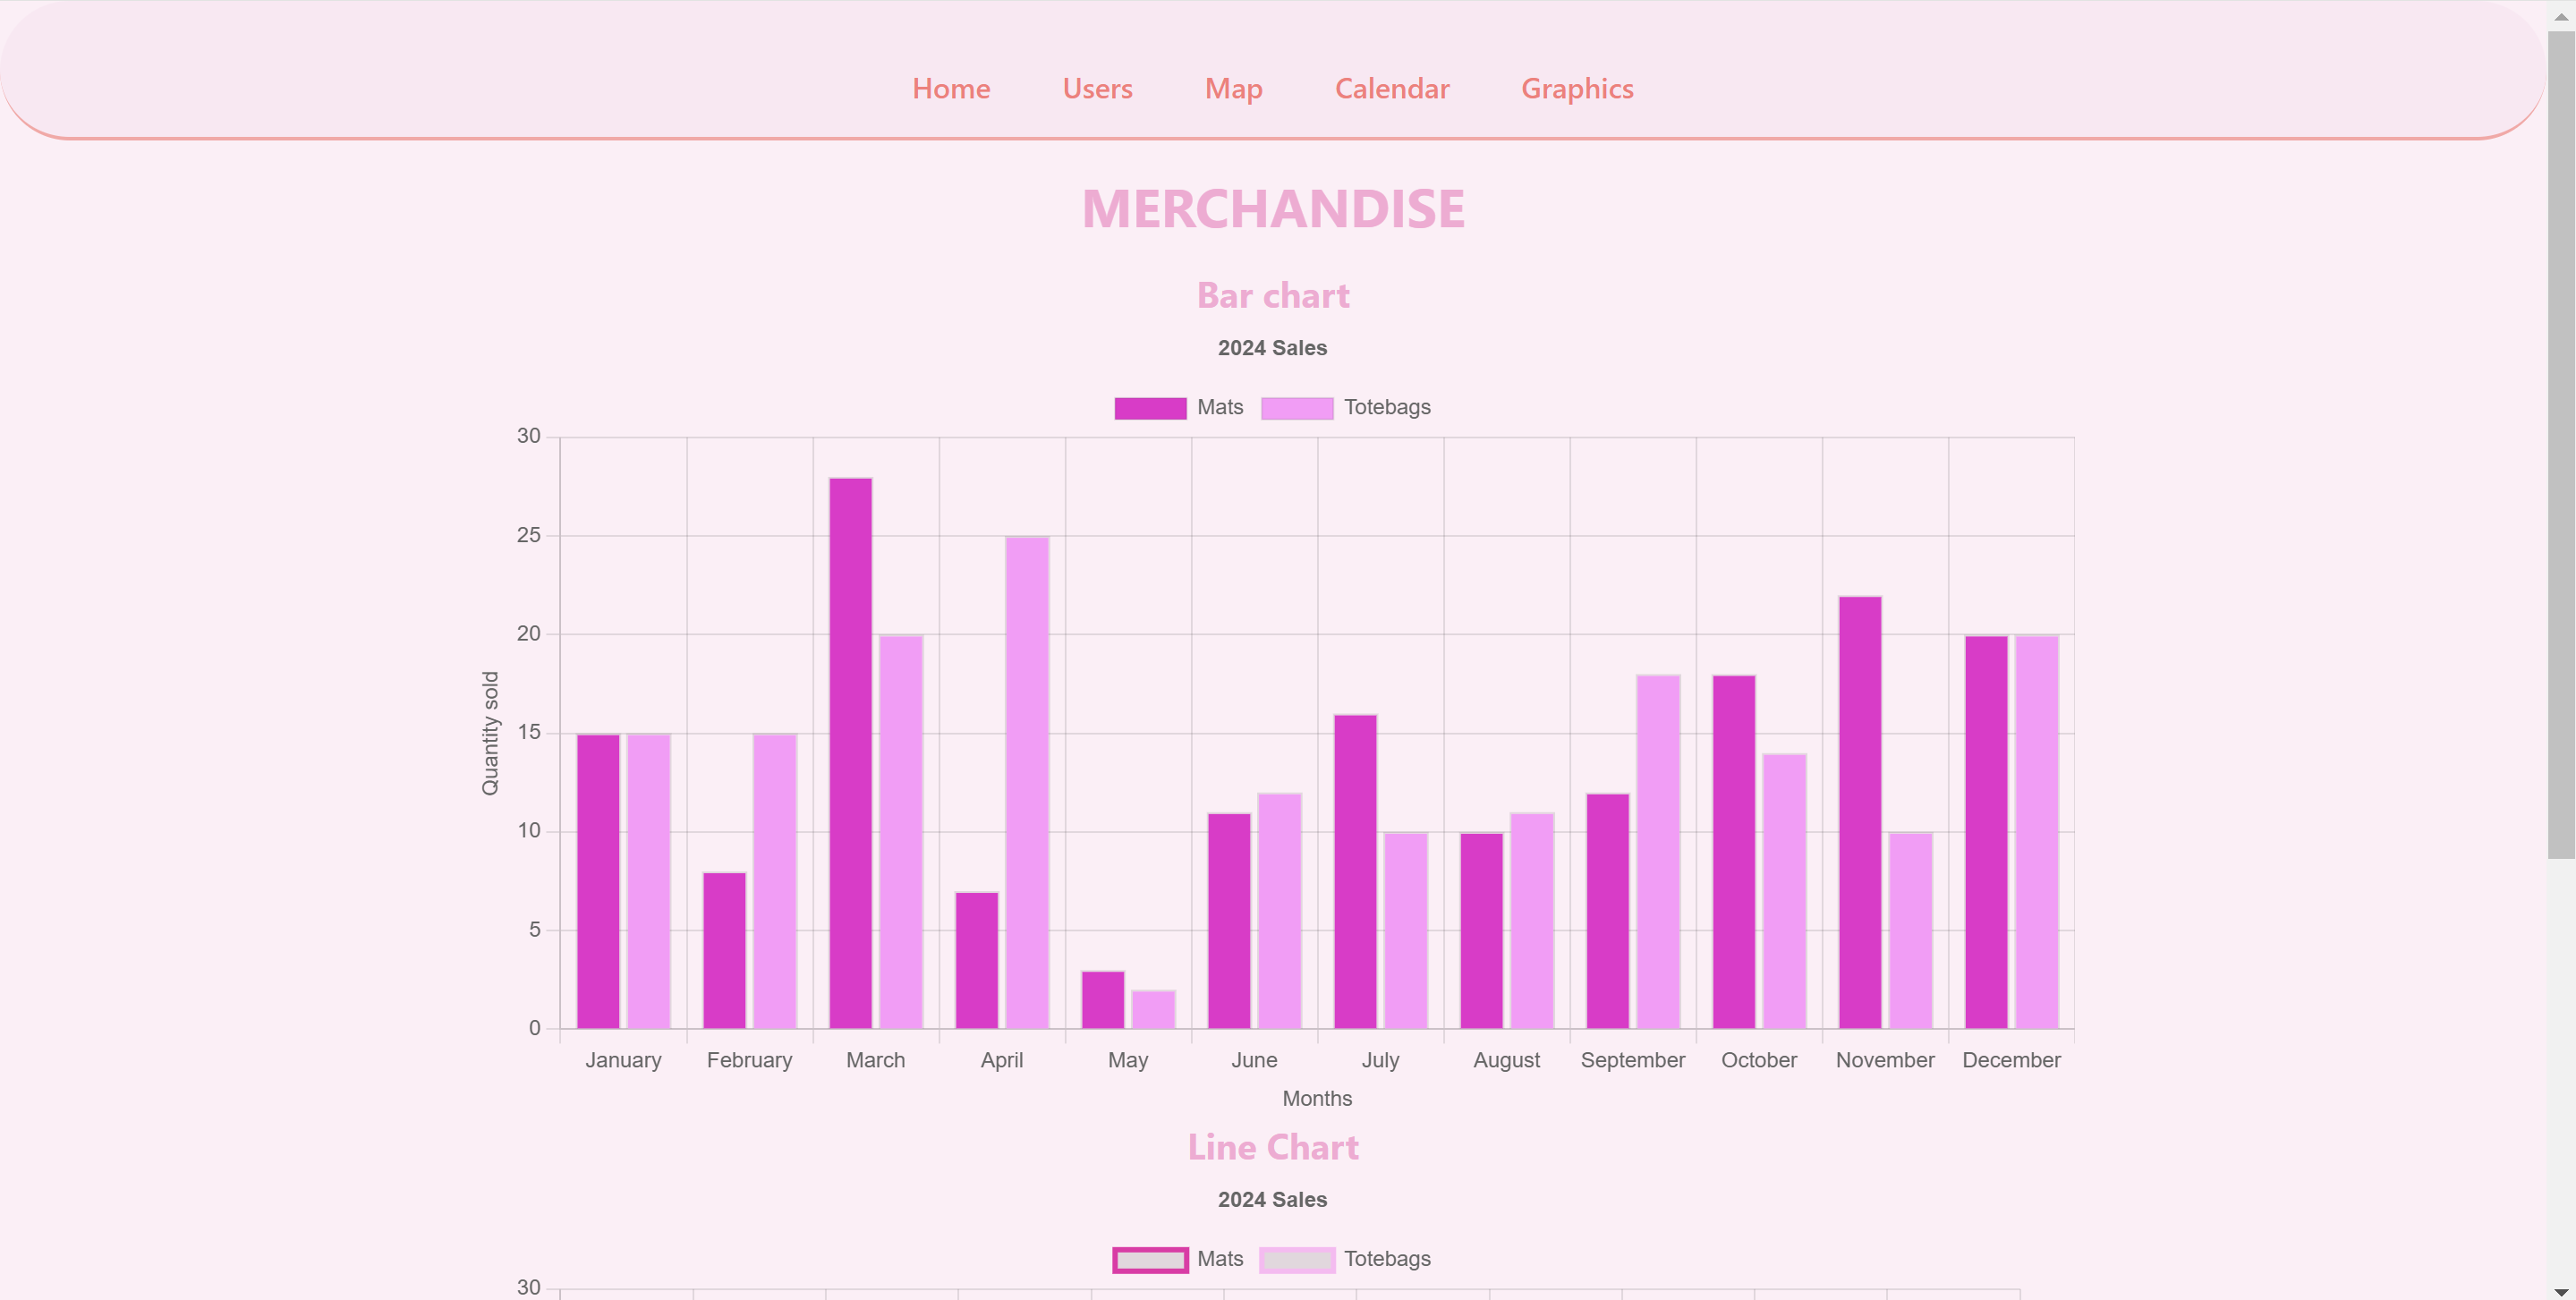 Home Users Map Calendar Graphics
MERCHANDISE
Bar chart
2024 Sales
Mats Totebags
30
25
20
15
10
5
0
Quantity sold
January February March April May June July August September October November December
Months
Line Chart
2024 Sales
Mats Totebags
30